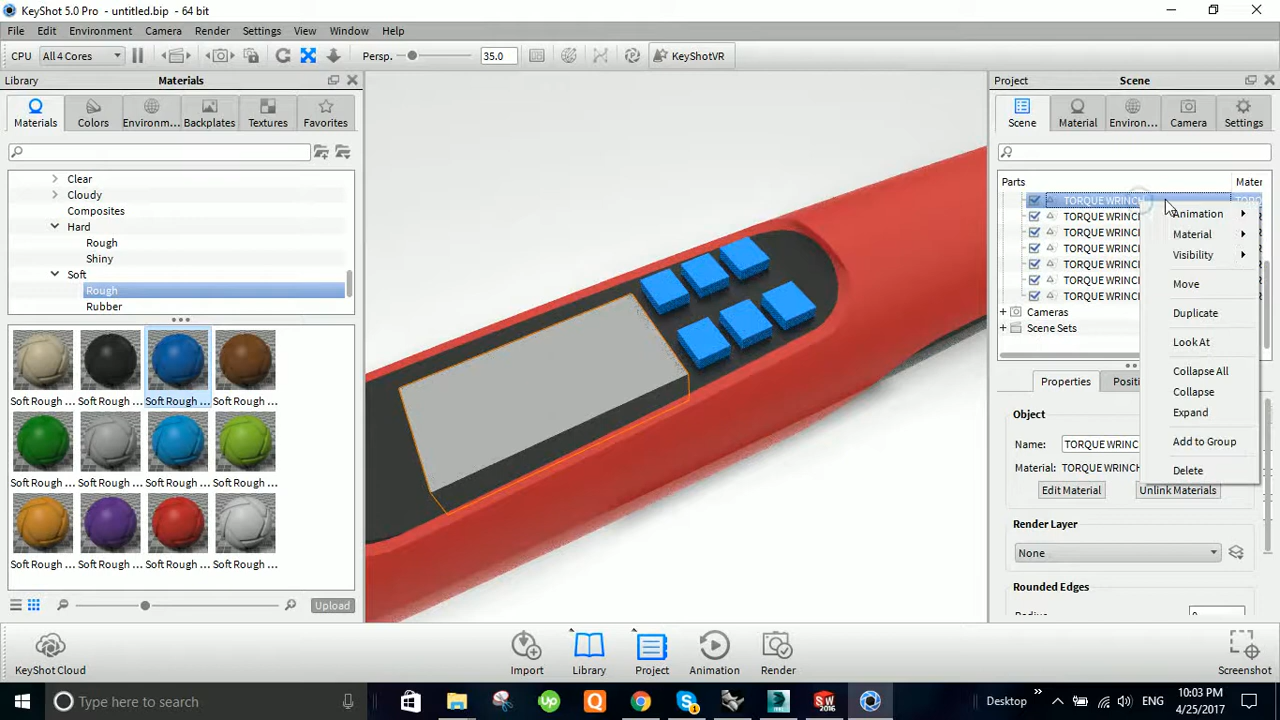 KeyShot 5.0 Pro - untitled.bip - 64 bit
File Edit Environment Camera Render Settings View Window Help
CPU All 4 Cores Persp. 35.0 KeyShotVR
Library Materials
Materials Colors Environm... Backplates Textures Favorites
Clear
Cloudy
Composites
Hard
Rough
Shiny
Soft
Rough
Rubber
Soft Rough ... Soft Rough ... Soft Rough ... Soft Rough ...
Soft Rough ... Soft Rough ... Soft Rough ... Soft Rough ...
Soft Rough ... Soft Rough ... Soft Rough ... Soft Rough ...
Upload
Project Scene
Scene Material Environ... Camera Settings
Parts Mater
TORQUE WRINCH
TORQUE WRINCH
TORQUE WRINCH
TORQUE WRINCH
TORQUE WRINCH
TORQUE WRINCH
TORQUE WRINCH
Cameras
Scene Sets
Animation
Material
Visibility
Move
Duplicate
Look At
Collapse All
Collapse
Expand
Add to Group
Delete
Properties Positi
Object
Name: TORQUE WRINC
Material: TORQUE WRINCH
Edit Material Unlink Materials
Render Layer
None
Rounded Edges
Radius
KeyShot Cloud Import Library Project Animation Render Screenshot
Type here to search
Desktop ENG 10:03 PM
4/25/2017